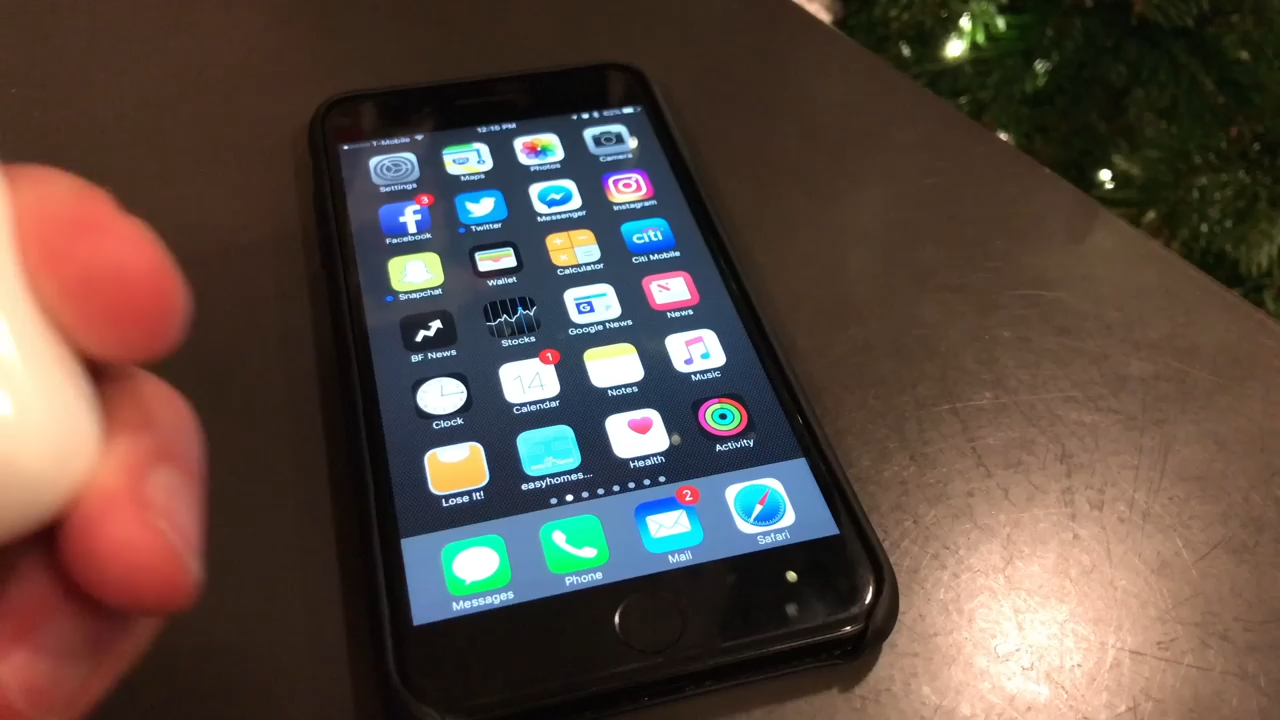 T-Mobile 12:15 PM 62%
Settings Maps Photos Camera
3
Facebook Twitter Messenger Instagram
citi
Snapchat Wallet Calculator Citi Mobile
G
BF News Stocks Google News News
1
14
Clock Calendar Notes Music
Lose It! easyhomes... Health Activity
2
Messages Phone Mail Safari